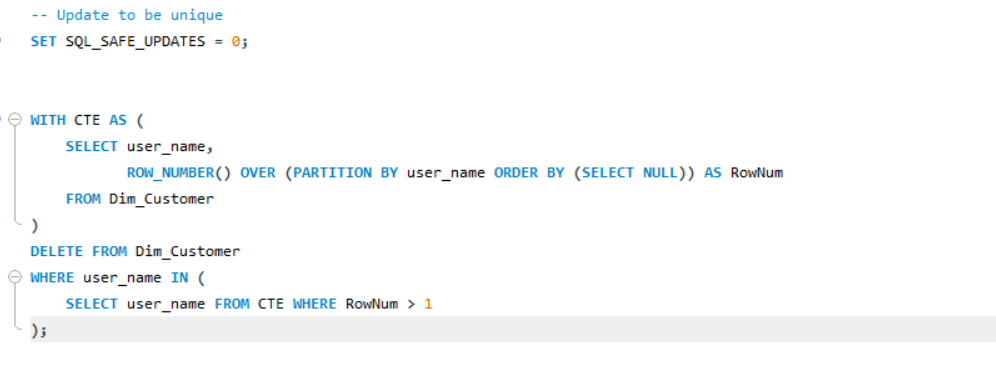 -- Update to be unique
SET SQL_SAFE_UPDATES = 0;
WITH CTE AS (
SELECT user_name,
ROW_NUMBER() OVER (PARTITION BY user_name ORDER BY (SELECT NULL)) AS RowNum
FROM Dim_Customer
)
DELETE FROM Dim_Customer
WHERE user_name IN (
SELECT user_name FROM CTE WHERE RowNum > 1
);